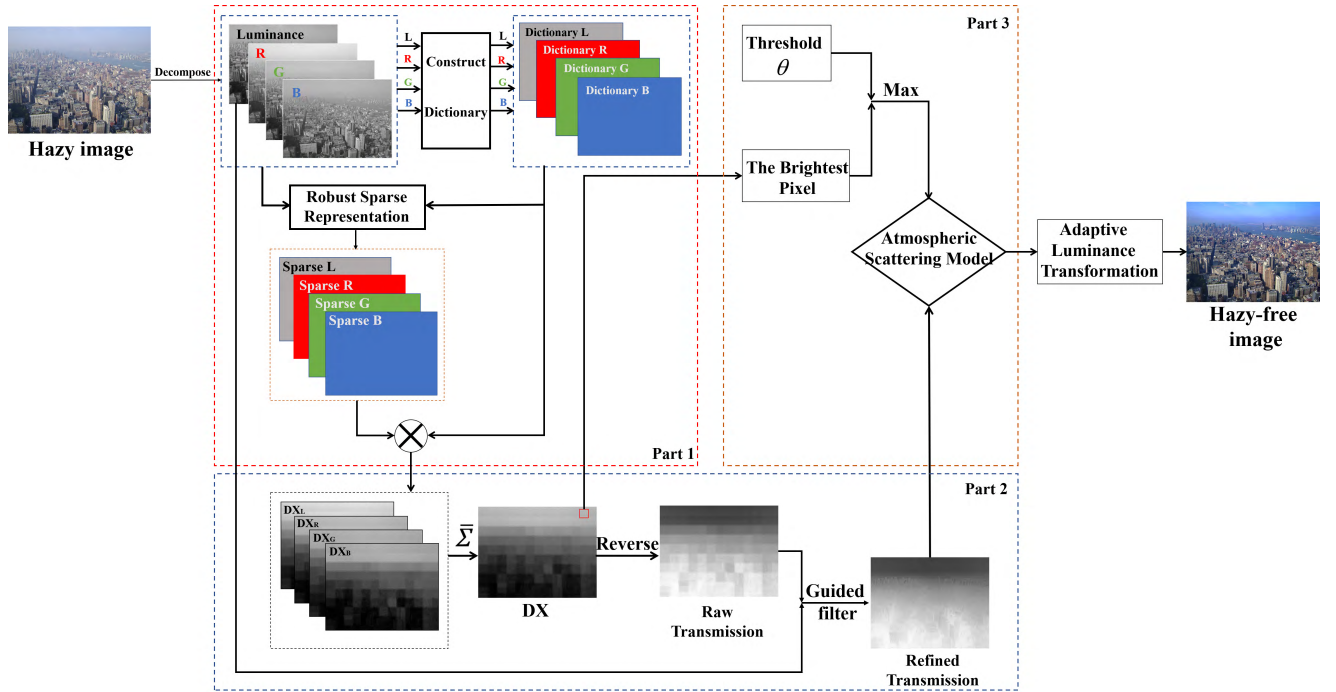 Hazy image
Decompose
Luminance
R
G
B
L
R
G
B
Construct
Dictionary
L
R
G
B
Dictionary L
Dictionary R
Dictionary G
Dictionary B
Robust Sparse
Representation
Sparse L
Sparse R
Sparse G
Sparse B
Part 1
Part 3
Threshold
θ
Max
The Brightest
Pixel
Atmospheric
Scattering Model
Adaptive
Luminance
Transformation
Hazy-free
image
Part 2
DXL
DXR
DXG
DXB
Σ̄
DX
Reverse
Raw
Transmission
Guided
filter
Refined
Transmission